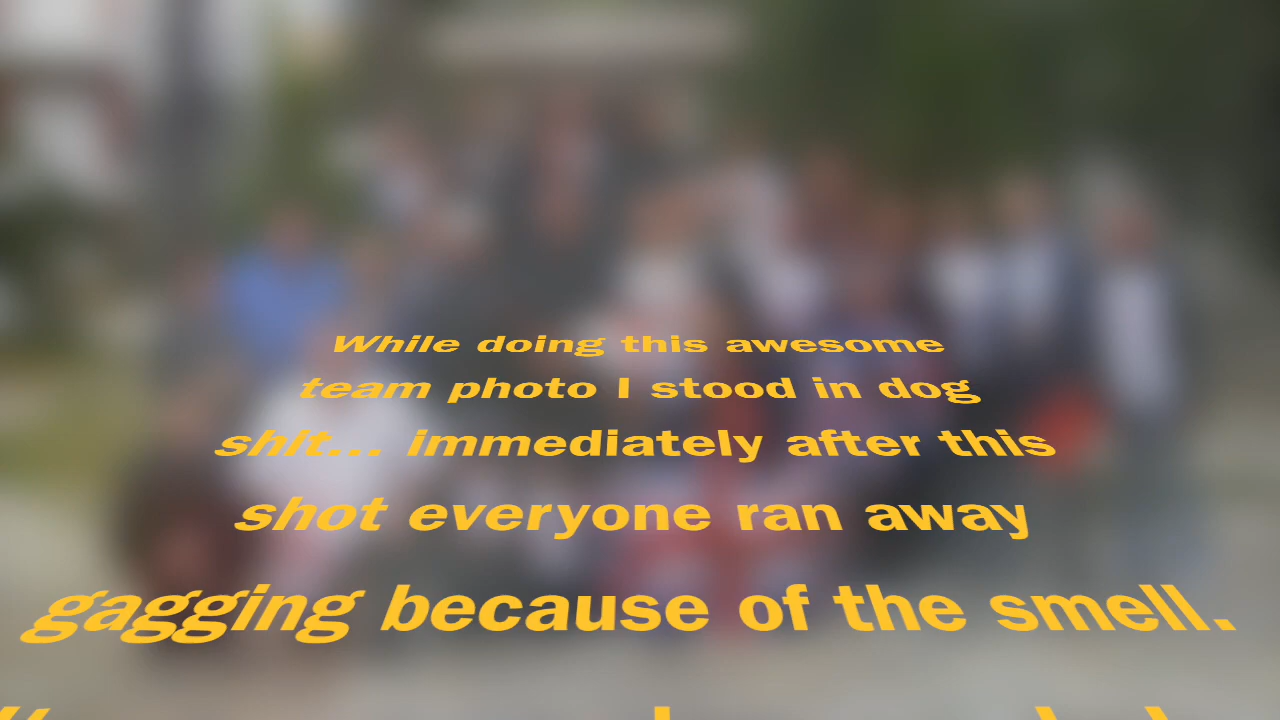 While doing this awesome
team photo I stood in dog
shit... immediately after this
shot everyone ran away
gagging because of the smell.